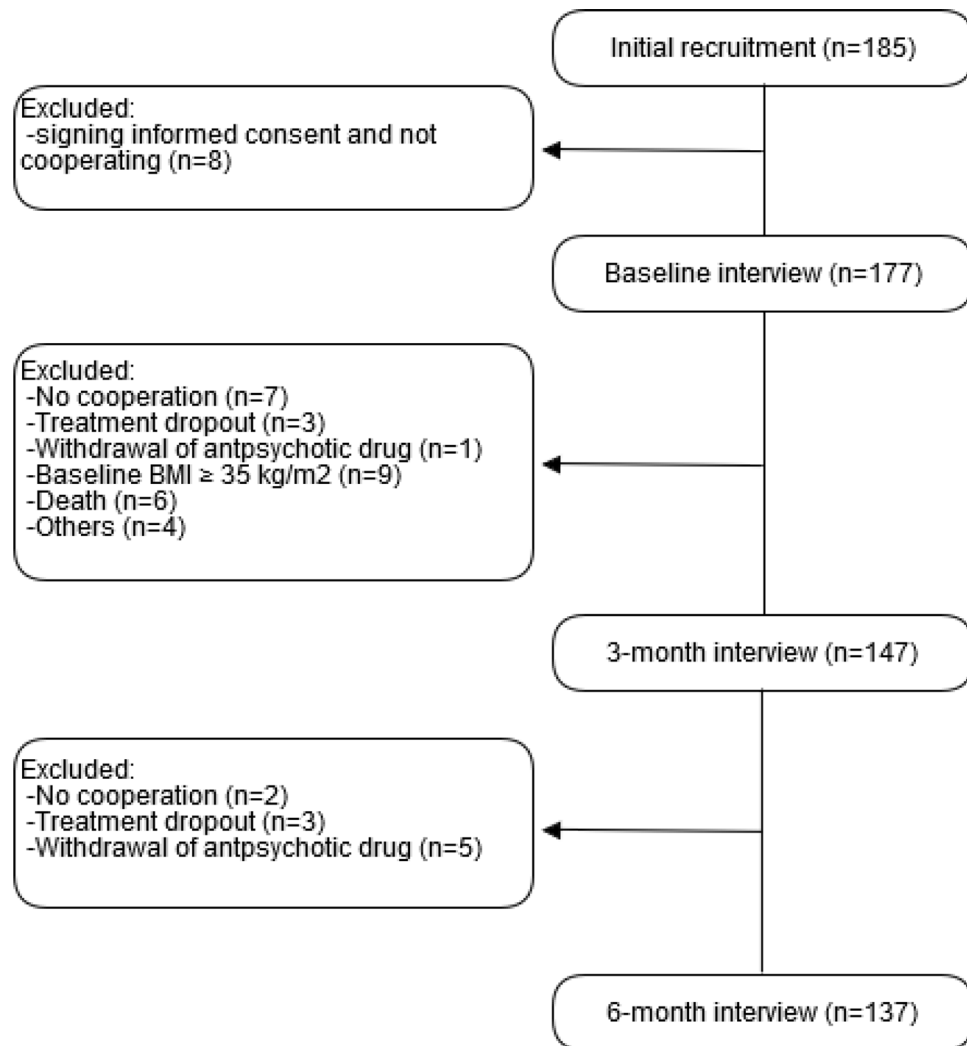 Initial recruitment (n=185)
Excluded:
-signing informed consent and not
cooperating (n=8)
Baseline interview (n=177)
Excluded:
-No cooperation (n=7)
-Treatment dropout (n=3)
-Withdrawal of antpsychotic drug (n=1)
-Baseline BMI ≥ 35 kg/m2 (n=9)
-Death (n=6)
-Others (n=4)
3-month interview (n=147)
Excluded:
-No cooperation (n=2)
-Treatment dropout (n=3)
-Withdrawal of antpsychotic drug (n=5)
6-month interview (n=137)